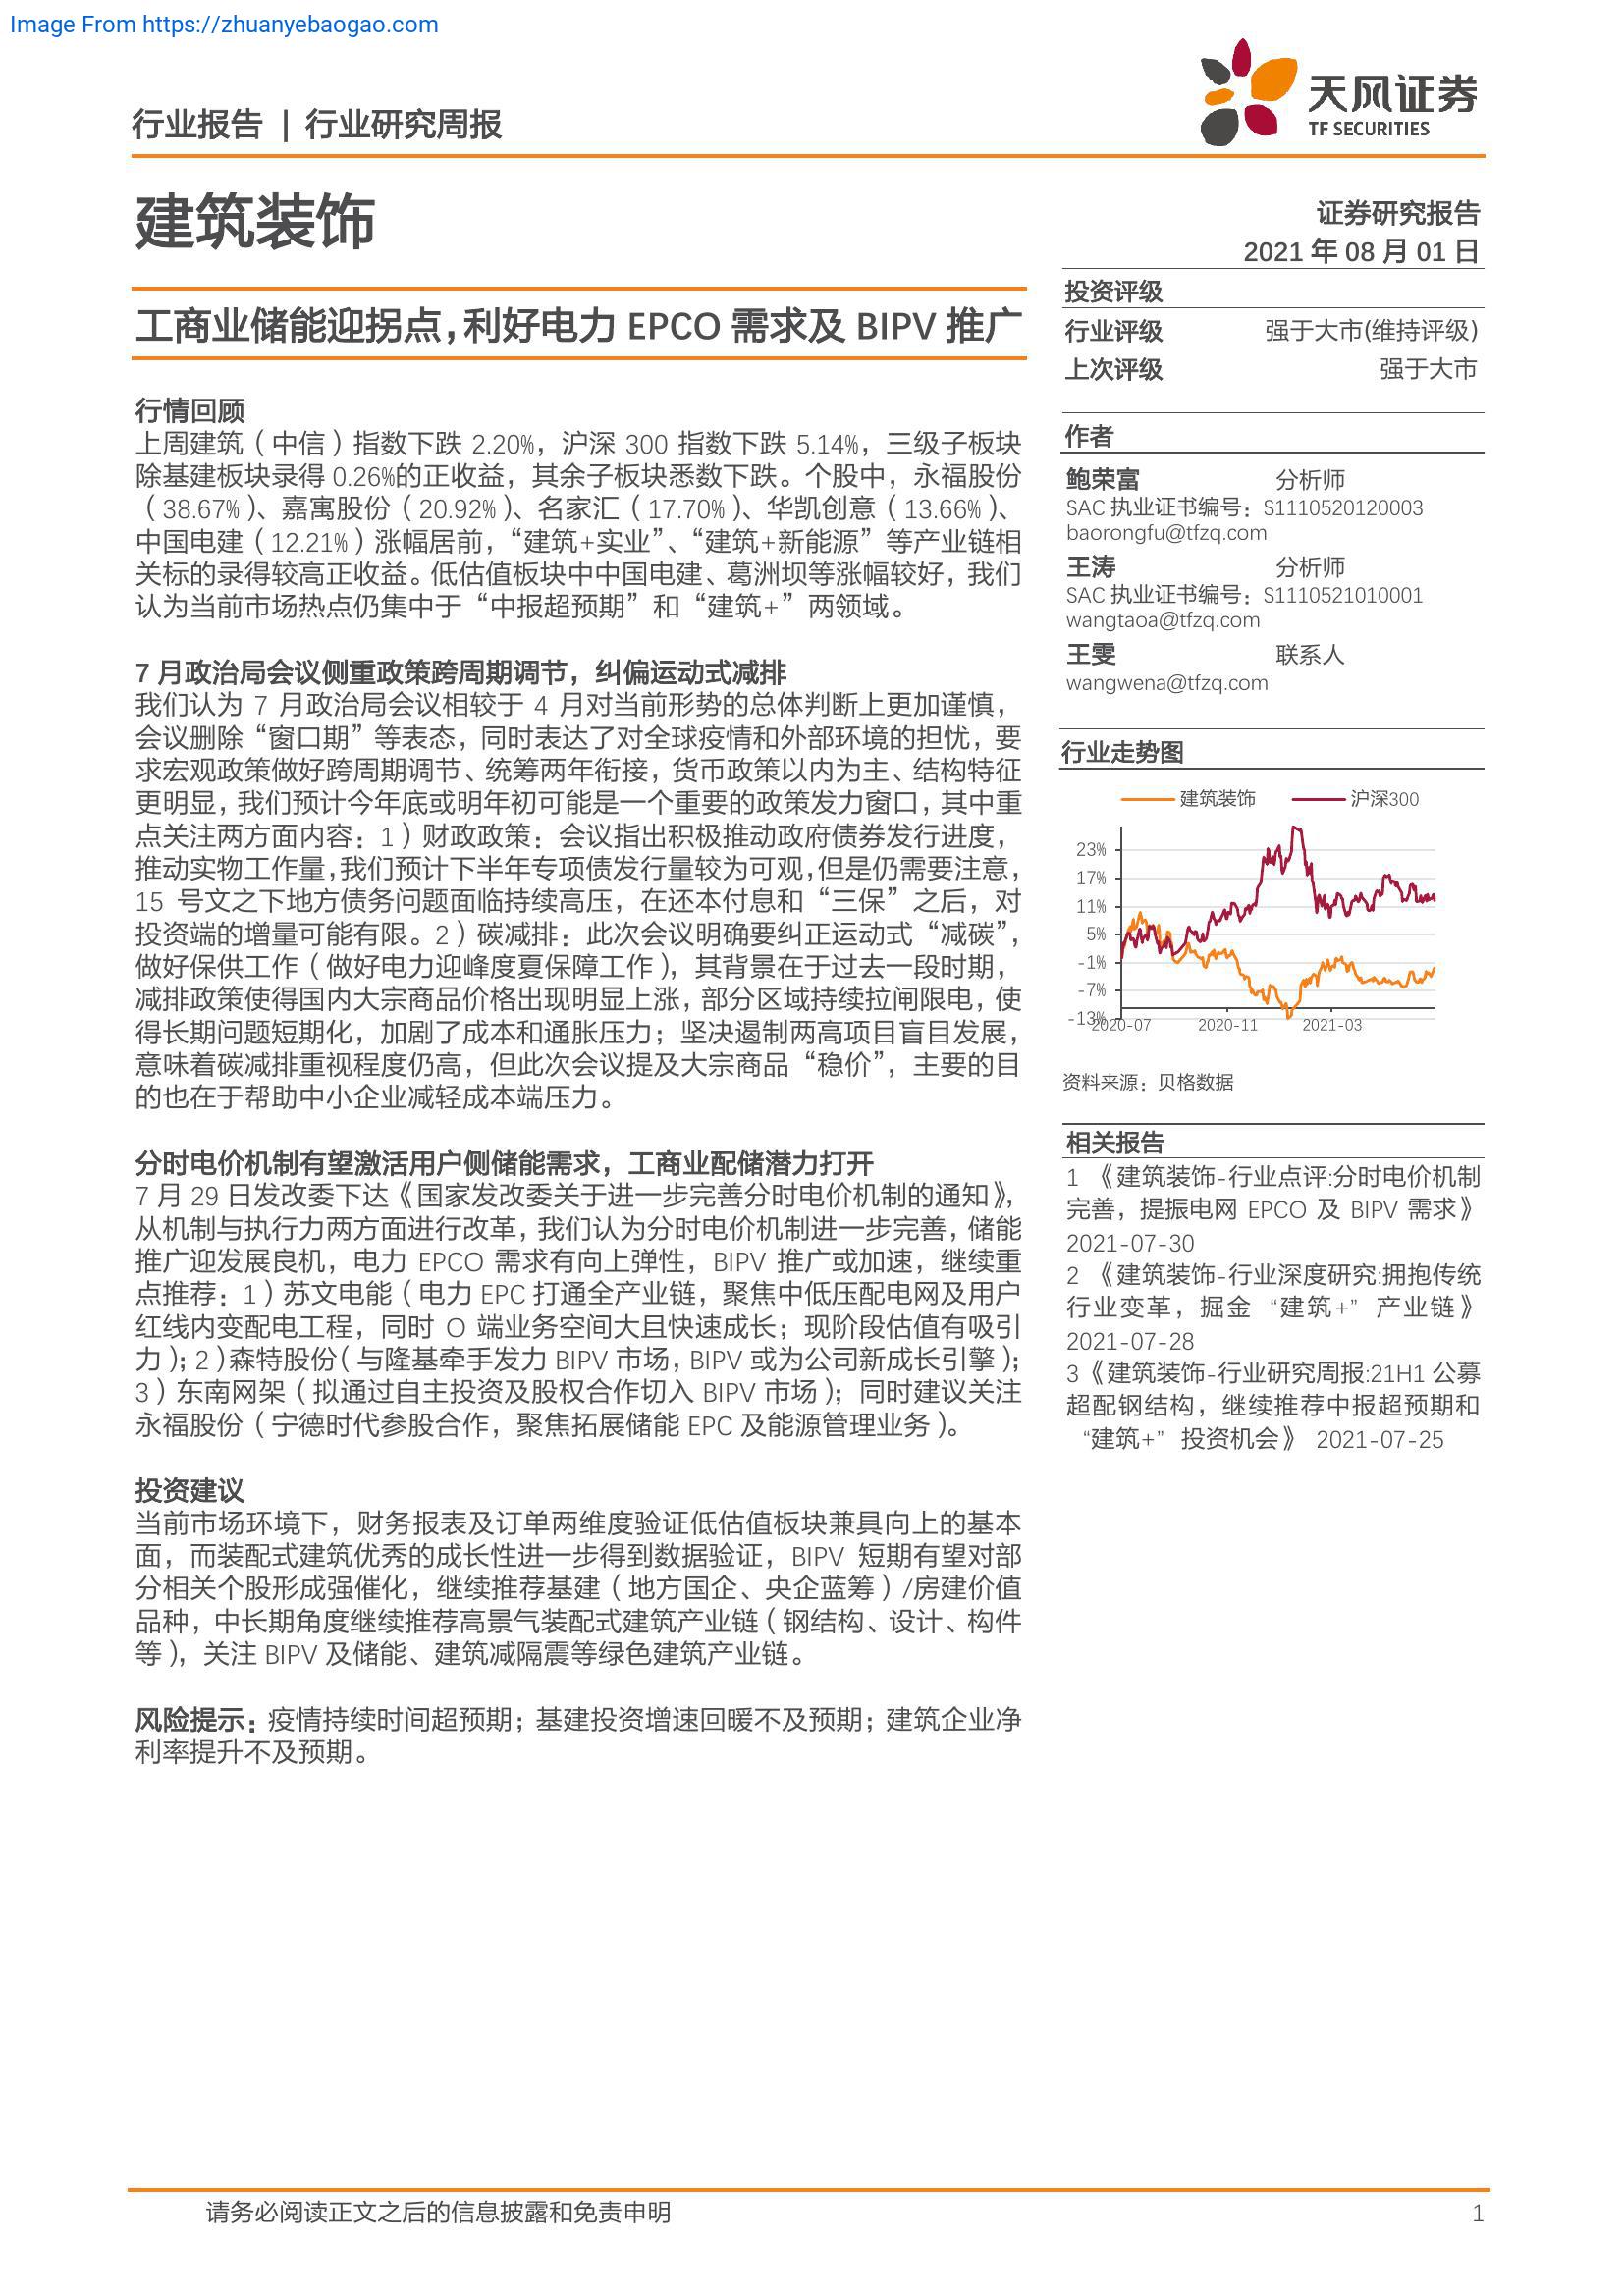 Image From https://zhuanyebaogao.com
行业报告 | 行业研究周报
天风证券
TF SECURITIES
建筑装饰
证券研究报告
2021 年 08 月 01 日
工商业储能迎拐点，利好电力 EPCO 需求及 BIPV 推广
行情回顾
上周建筑（中信）指数下跌 2.20%，沪深 300 指数下跌 5.14%，三级子板块
除基建板块录得 0.26%的正收益，其余子板块悉数下跌。个股中，永福股份
（38.67%）、嘉寓股份（20.92%）、名家汇（17.70%）、华凯创意（13.66%）、
中国电建（12.21%）涨幅居前，“建筑+实业”、“建筑+新能源”等产业链相
关标的录得较高正收益。低估值板块中中国电建、葛洲坝等涨幅较好，我们
认为当前市场热点仍集中于“中报超预期”和“建筑+”两领域。
7 月政治局会议侧重政策跨周期调节，纠偏运动式减排
我们认为 7 月政治局会议相较于 4 月对当前形势的总体判断上更加谨慎，
会议删除“窗口期”等表态，同时表达了对全球疫情和外部环境的担忧，要
求宏观政策做好跨周期调节、统筹两年衔接，货币政策以内为主、结构特征
更明显，我们预计今年底或明年初可能是一个重要的政策发力窗口，其中重
点关注两方面内容：1）财政政策：会议指出积极推动政府债券发行进度，
推动实物工作量，我们预计下半年专项债发行量较为可观，但是仍需要注意，
15 号文之下地方债务问题面临持续高压，在还本付息和“三保”之后，对
投资端的增量可能有限。2）碳减排：此次会议明确要纠正运动式“减碳”，
做好保供工作（做好电力迎峰度夏保障工作），其背景在于过去一段时期，
减排政策使得国内大宗商品价格出现明显上涨，部分区域持续拉闸限电，使
得长期问题短期化，加剧了成本和通胀压力；坚决遏制两高项目盲目发展，
意味着碳减排重视程度仍高，但此次会议提及大宗商品“稳价”，主要的目
的也在于帮助中小企业减轻成本端压力。
分时电价机制有望激活用户侧储能需求，工商业配储潜力打开
7 月 29 日发改委下达《国家发改委关于进一步完善分时电价机制的通知》，
从机制与执行力两方面进行改革，我们认为分时电价机制进一步完善，储能
推广迎发展良机，电力 EPCO 需求有向上弹性，BIPV 推广或加速，继续重
点推荐：1）苏文电能（电力 EPC 打通全产业链，聚焦中低压配电网及用户
红线内变配电工程，同时 O 端业务空间大且快速成长；现阶段估值有吸引
力）；2）森特股份（与隆基牵手发力 BIPV 市场，BIPV 或为公司新成长引擎）；
3）东南网架（拟通过自主投资及股权合作切入 BIPV 市场）；同时建议关注
永福股份（宁德时代参股合作，聚焦拓展储能 EPC 及能源管理业务）。
投资建议
当前市场环境下，财务报表及订单两维度验证低估值板块兼具向上的基本
面，而装配式建筑优秀的成长性进一步得到数据验证，BIPV 短期有望对部
分相关个股形成强催化，继续推荐基建（地方国企、央企蓝筹）/房建价值
品种，中长期角度继续推荐高景气装配式建筑产业链（钢结构、设计、构件
等），关注 BIPV 及储能、建筑减隔震等绿色建筑产业链。
风险提示：疫情持续时间超预期；基建投资增速回暖不及预期；建筑企业净
利率提升不及预期。
投资评级
行业评级 强于大市(维持评级)
上次评级 强于大市
作者
鲍荣富 分析师
SAC 执业证书编号：S1110520120003
baorongfu@tfzq.com
王涛 分析师
SAC 执业证书编号：S1110521010001
wangtaoa@tfzq.com
王雯 联系人
wangwena@tfzq.com
行业走势图
建筑装饰 沪深300
23%
17%
11%
5%
-1%
-7%
-13%
2020-07 2020-11 2021-03
资料来源：贝格数据
相关报告
1 《建筑装饰-行业点评:分时电价机制
完善，提振电网 EPCO 及 BIPV 需求》
2021-07-30
2 《建筑装饰-行业深度研究:拥抱传统
行业变革，掘金 “建筑+” 产业链》
2021-07-28
3《建筑装饰-行业研究周报:21H1 公募
超配钢结构，继续推荐中报超预期和
“建筑+” 投资机会》 2021-07-25
请务必阅读正文之后的信息披露和免责申明 1